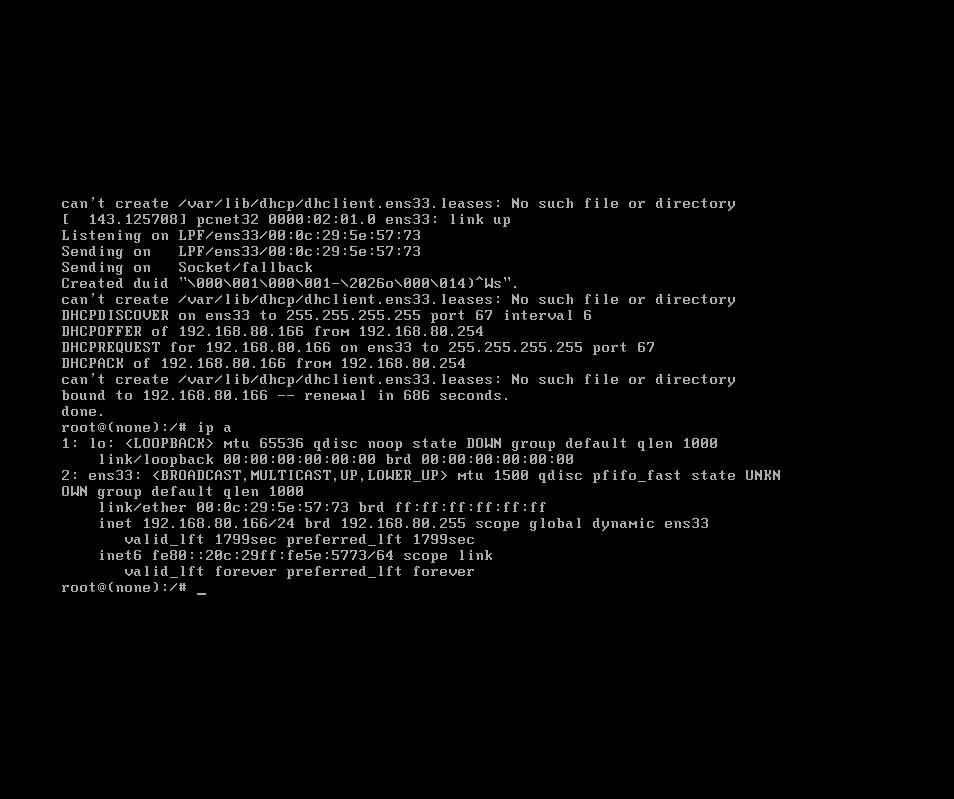 can't create /var/lib/dhcp/dhclient.ens33.leases: No such file or directory
[  143.125708] pcnet32 0000:02:01.0 ens33: link up
Listening on LPF/ens33/00:0c:29:5e:57:73
Sending on   LPF/ens33/00:0c:29:5e:57:73
Sending on   Socket/fallback
Created duid "\000\001\000\001-\2026o\000\014)^Ws".
can't create /var/lib/dhcp/dhclient.ens33.leases: No such file or directory
DHCPDISCOVER on ens33 to 255.255.255.255 port 67 interval 6
DHCPOFFER of 192.168.80.166 from 192.168.80.254
DHCPREQUEST for 192.168.80.166 on ens33 to 255.255.255.255 port 67
DHCPACK of 192.168.80.166 from 192.168.80.254
can't create /var/lib/dhcp/dhclient.ens33.leases: No such file or directory
bound to 192.168.80.166 -- renewal in 686 seconds.
done.
root@(none):/# ip a
1: lo: <LOOPBACK> mtu 65536 qdisc noop state DOWN group default qlen 1000
    link/loopback 00:00:00:00:00:00 brd 00:00:00:00:00:00
2: ens33: <BROADCAST,MULTICAST,UP,LOWER_UP> mtu 1500 qdisc pfifo_fast state UNKN
OWN group default qlen 1000
    link/ether 00:0c:29:5e:57:73 brd ff:ff:ff:ff:ff:ff
    inet 192.168.80.166/24 brd 192.168.80.255 scope global dynamic ens33
       valid_lft 1799sec preferred_lft 1799sec
    inet6 fe80::20c:29ff:fe5e:5773/64 scope link
       valid_lft forever preferred_lft forever
root@(none):/# _